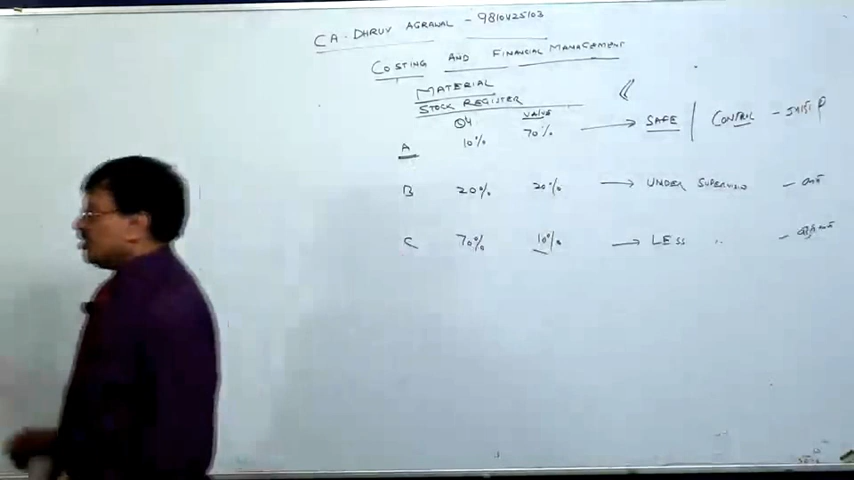 CA. DHRUV AGRAWAL - 9810425103
COSTING AND FINANCIAL MANAGEMENT
MATERIAL
STOCK REGISTER
QTY VALUE
A 10% 70% → SAFE / CONTROL -
B 20% 20% → UNDER SUPERVISIO -
C 70% 10% → LESS " -